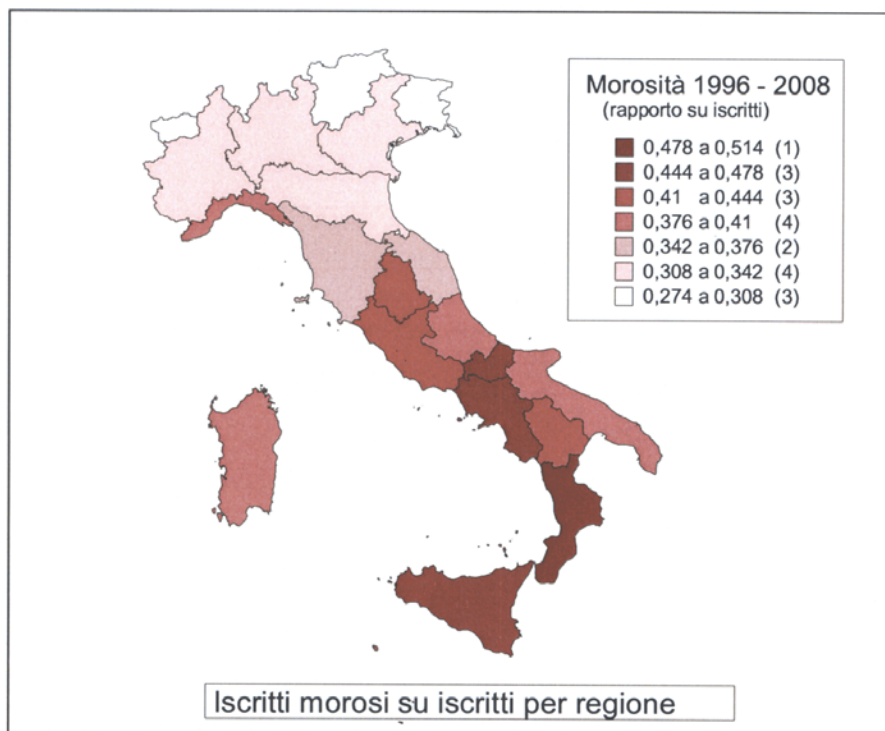 Morosità 1996 - 2008
(rapporto su iscritti)
0,478 a 0,514 (1)
0,444 a 0,478 (3)
0,41 a 0,444 (3)
0,376 a 0,41 (4)
0,342 a 0,376 (2)
0,308 a 0,342 (4)
0,274 a 0,308 (3)
Iscritti morosi su iscritti per regione